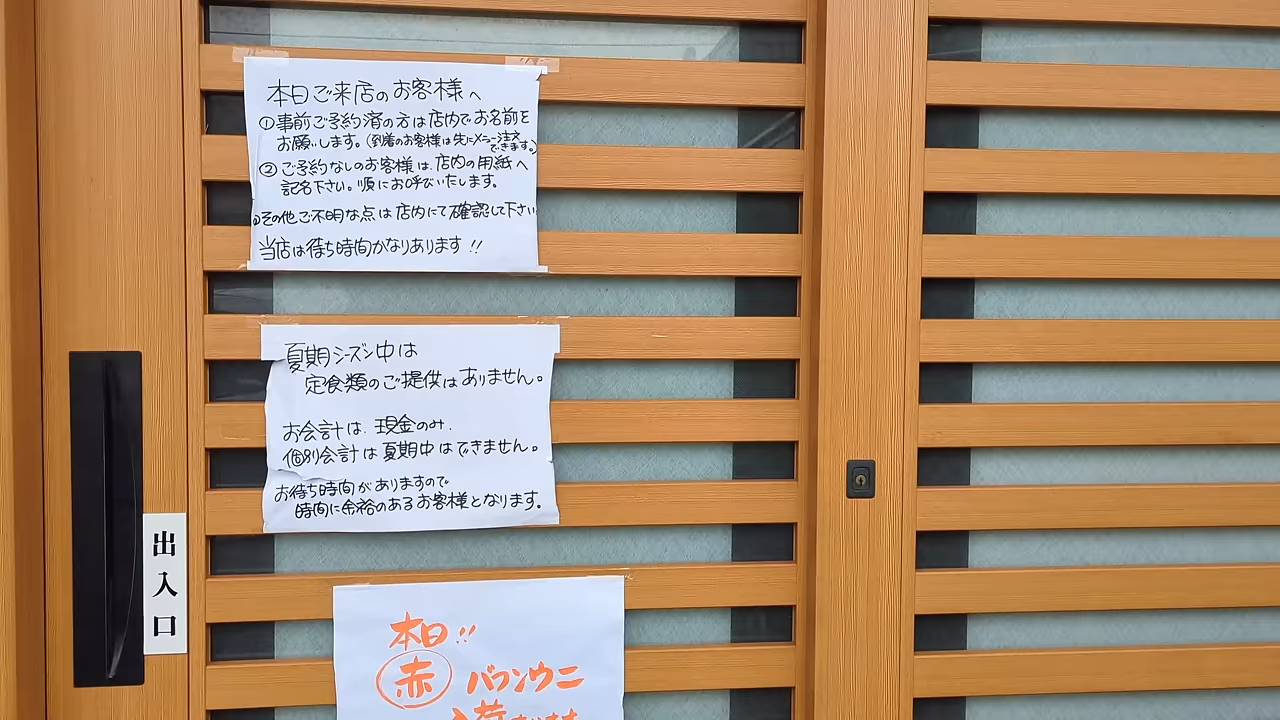 本日ご来店のお客様へ
①事前ご予約済の方は店内でお名前を
お願いします。(到着のお客様は先にメニュー注文
できます。)
②ご予約なしのお客様は、店内の用紙へ
記名下さい。順にお呼びいたします。
その他ご不明な点は店内にて確認して下さい
当店は待ち時間かなりあります!!
夏期シーズン中は
定食類のご提供はありません。
お会計は、現金のみ.
個別会計は夏期中はできません。
お待ち時間がありますので
時間に余裕のあるお客様となります。
出入口
本日!!
赤 バフンウニ